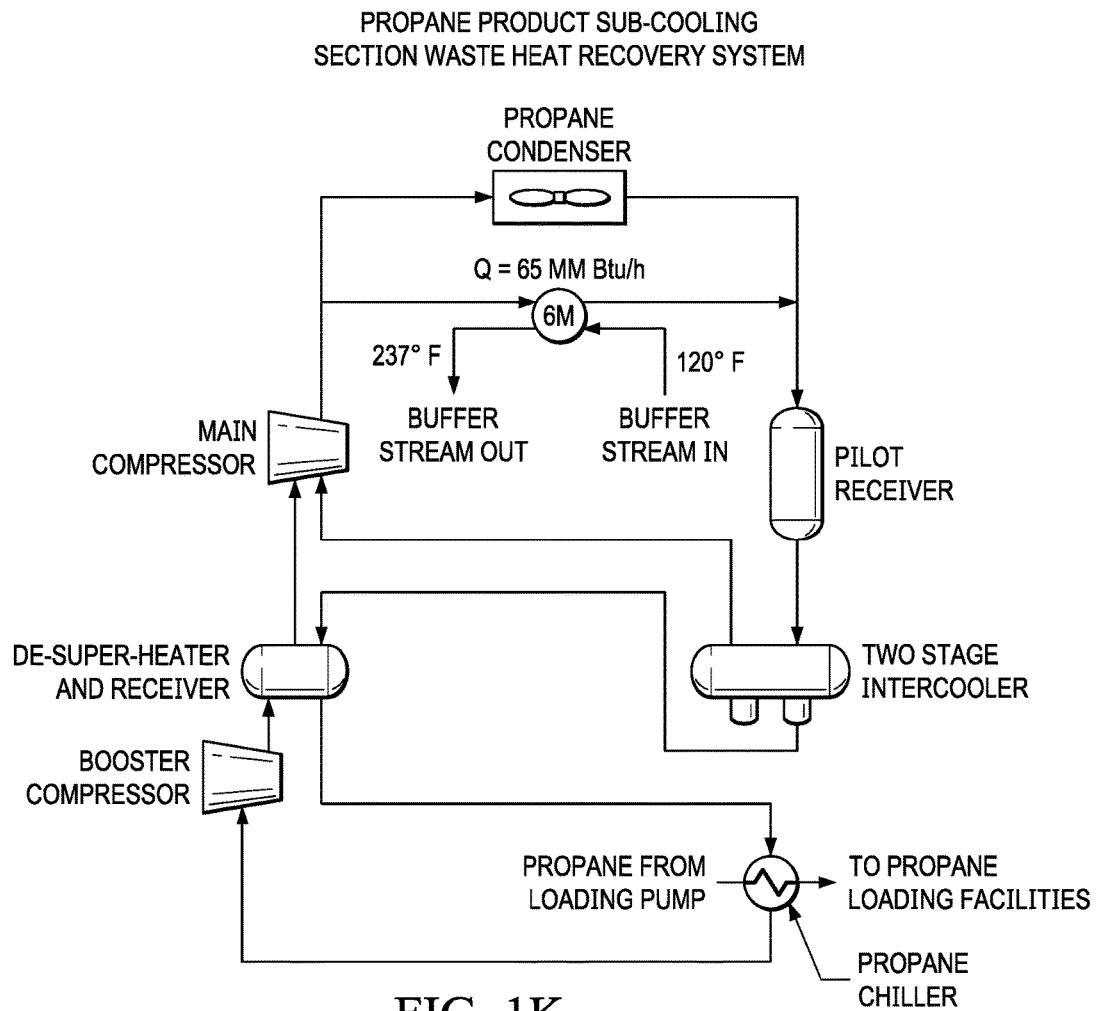 PROPANE PRODUCT SUB-COOLING
SECTION WASTE HEAT RECOVERY SYSTEM
PROPANE
CONDENSER
Q = 65 MM Btu/h
6M
237° F
120° F
BUFFER
STREAM OUT
BUFFER
STREAM IN
MAIN
COMPRESSOR
PILOT
RECEIVER
DE-SUPER-HEATER
AND RECEIVER
TWO STAGE
INTERCOOLER
BOOSTER
COMPRESSOR
PROPANE FROM
LOADING PUMP
TO PROPANE
LOADING FACILITIES
PROPANE
CHILLER
FIG. 1K